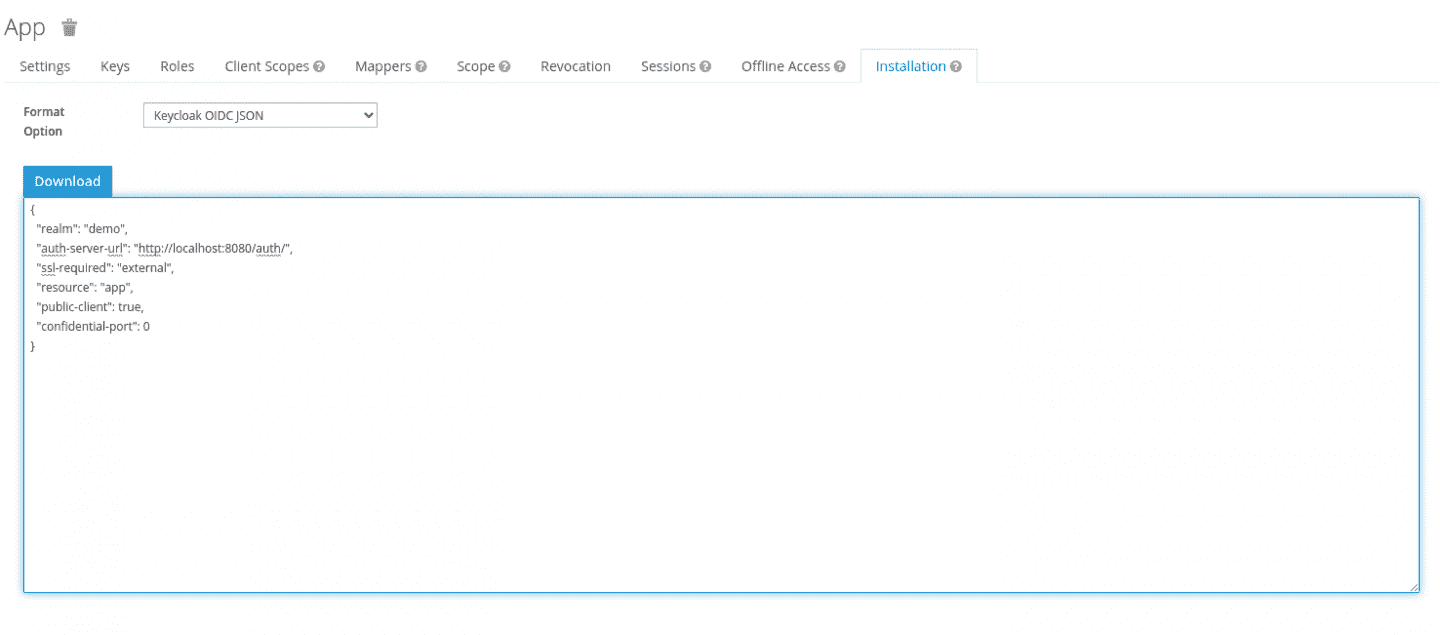 App
Settings Keys Roles Client Scopes Mappers Scope Revocation Sessions Offline Access Installation
Format
Option
Keycloak OIDC JSON
Download
{
"realm": "demo",
"auth-server-url": "http://localhost:8080/auth/",
"ssl-required": "external",
"resource": "app",
"public-client": true,
"confidential-port": 0
}